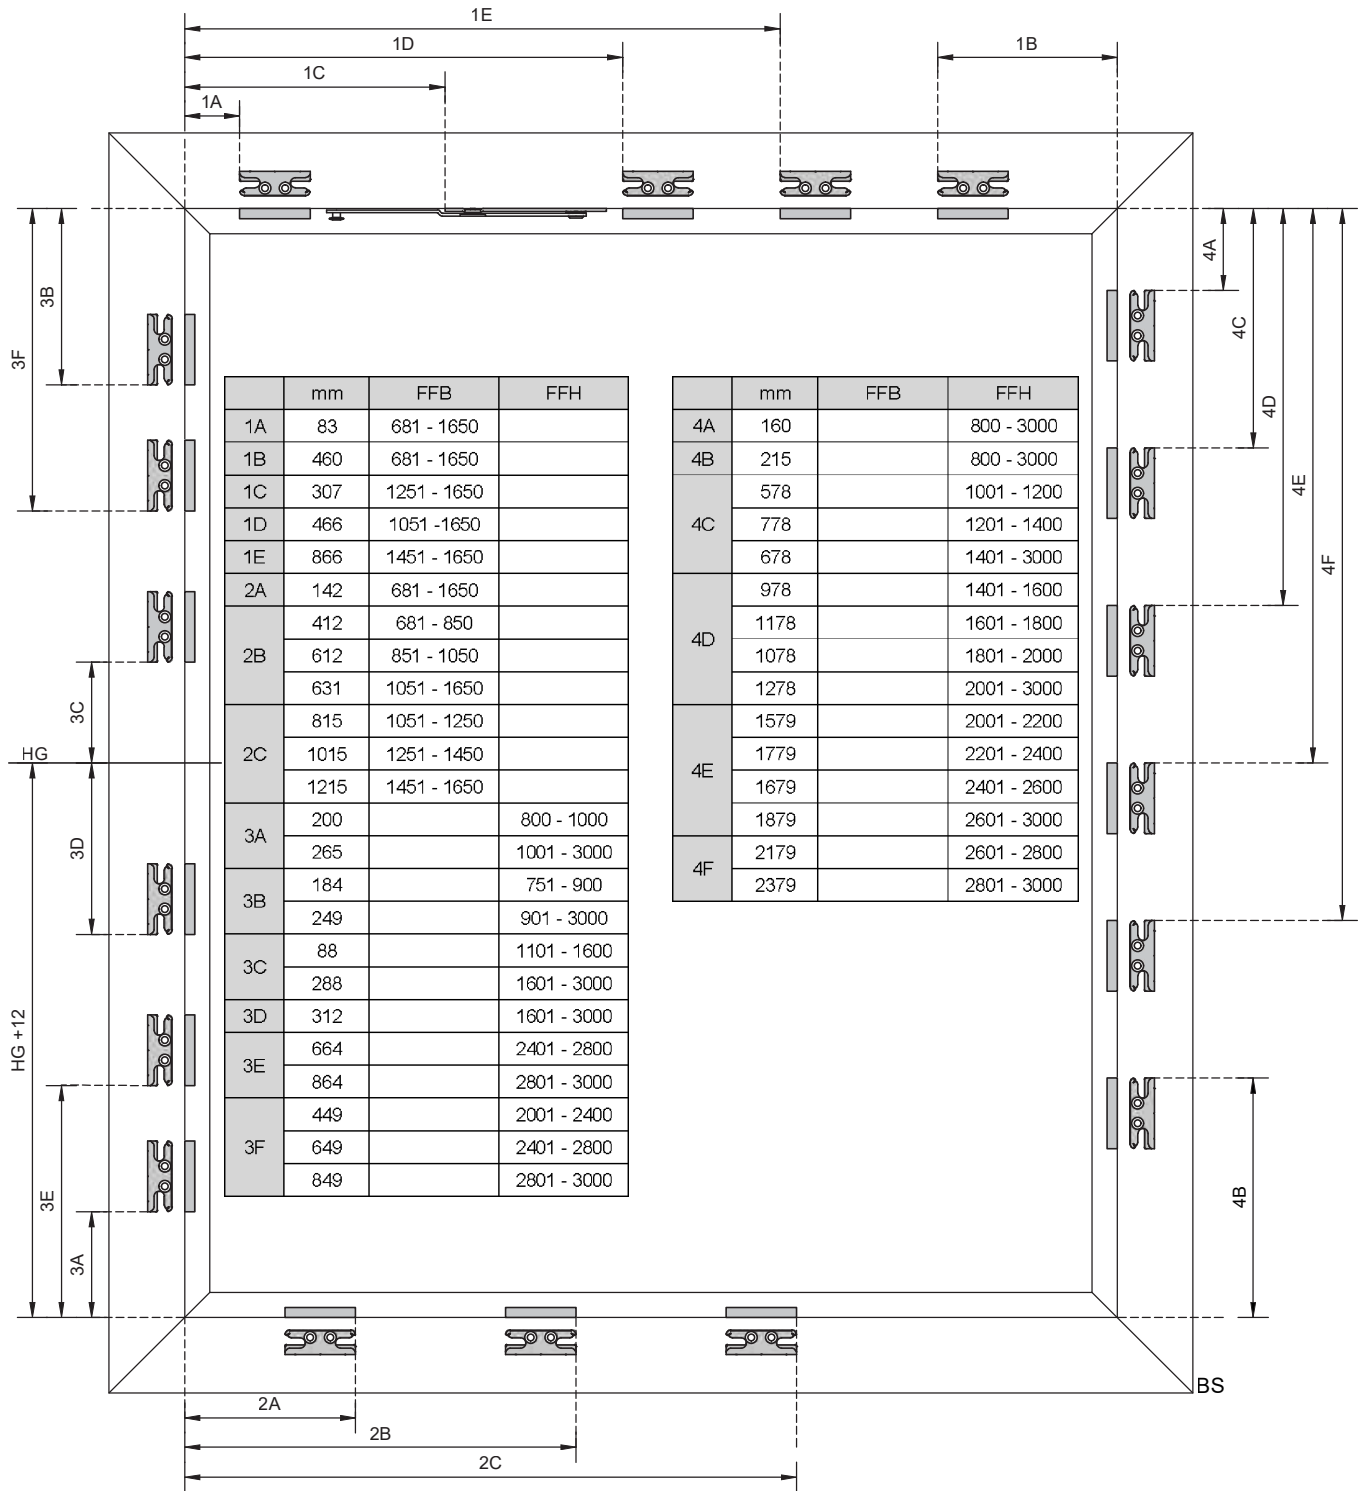 1E
1D
1B
1C
1A
3B
3F
4A
4C
4D
4E
4F
mm FFB FFH
1A 83 681 - 1650
1B 460 681 - 1650
1C 307 1251 - 1650
1D 466 1051 -1650
1E 866 1451 - 1650
2A 142 681 - 1650
2B 412 681 - 850
612 851 - 1050
631 1051 - 1650
2C 815 1051 - 1250
1015 1251 - 1450
1215 1451 - 1650
3A 200 800 - 1000
265 1001 - 3000
3B 184 751 - 900
249 901 - 3000
3C 88 1101 - 1600
288 1601 - 3000
3D 312 1601 - 3000
3E 664 2401 - 2800
864 2801 - 3000
3F 449 2001 - 2400
649 2401 - 2800
849 2801 - 3000
mm FFB FFH
4A 160 800 - 3000
4B 215 800 - 3000
4C 578 1001 - 1200
778 1201 - 1400
678 1401 - 3000
4D 978 1401 - 1600
1178 1601 - 1800
1078 1801 - 2000
1278 2001 - 3000
4E 1579 2001 - 2200
1779 2201 - 2400
1679 2401 - 2600
1879 2601 - 3000
4F 2179 2601 - 2800
2379 2801 - 3000
3C
HG
3D
HG +12
3E
3A
4B
BS
2A
2B
2C